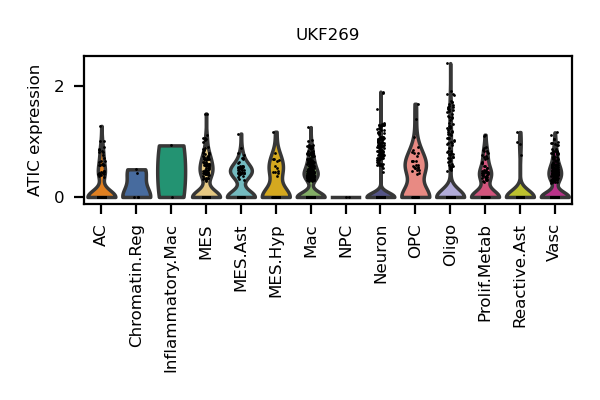 UKF269
ATIC expression
2
0
AC
Chromatin.Reg
Inflammatory.Mac
MES
MES.Ast
MES.Hyp
Mac
NPC
Neuron
OPC
Oligo
Prolif.Metab
Reactive.Ast
Vasc